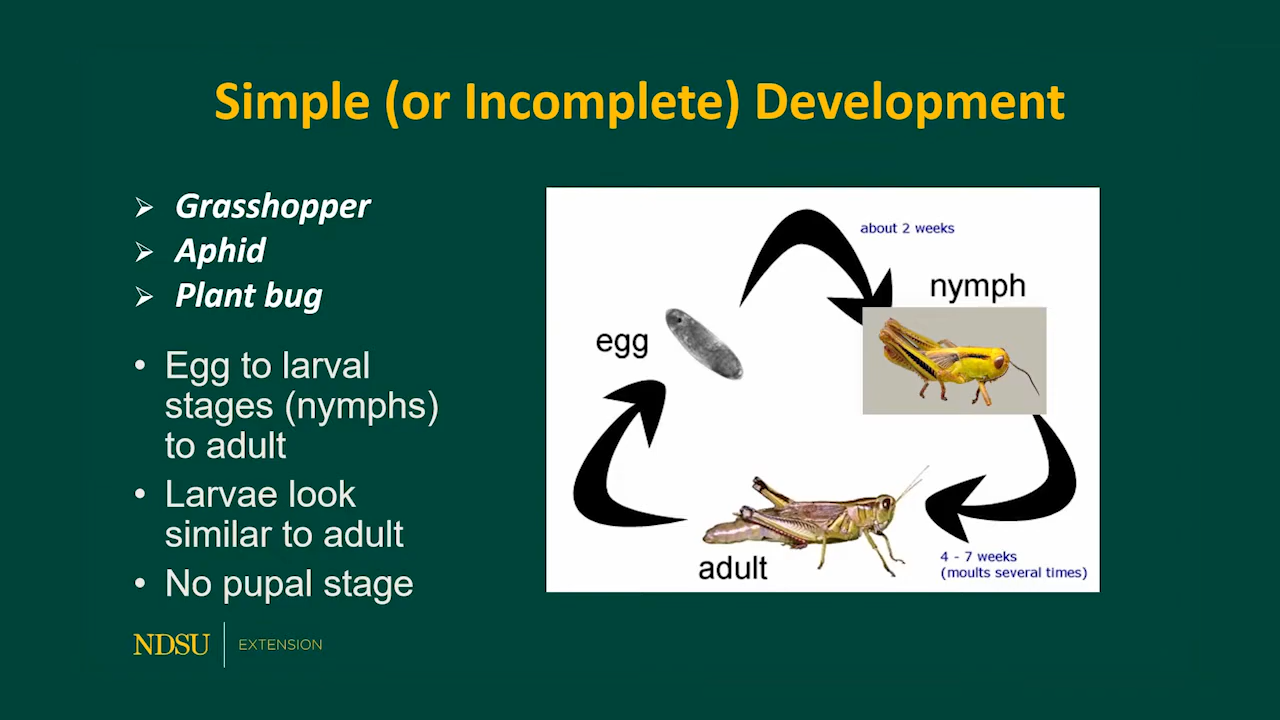 Simple (or Incomplete) Development
➢ Grasshopper
➢ Aphid
➢ Plant bug
• Egg to larval
stages (nymphs)
to adult
• Larvae look
similar to adult
• No pupal stage
about 2 weeks
nymph
egg
adult
4 - 7 weeks
(moults several times)
NDSU EXTENSION